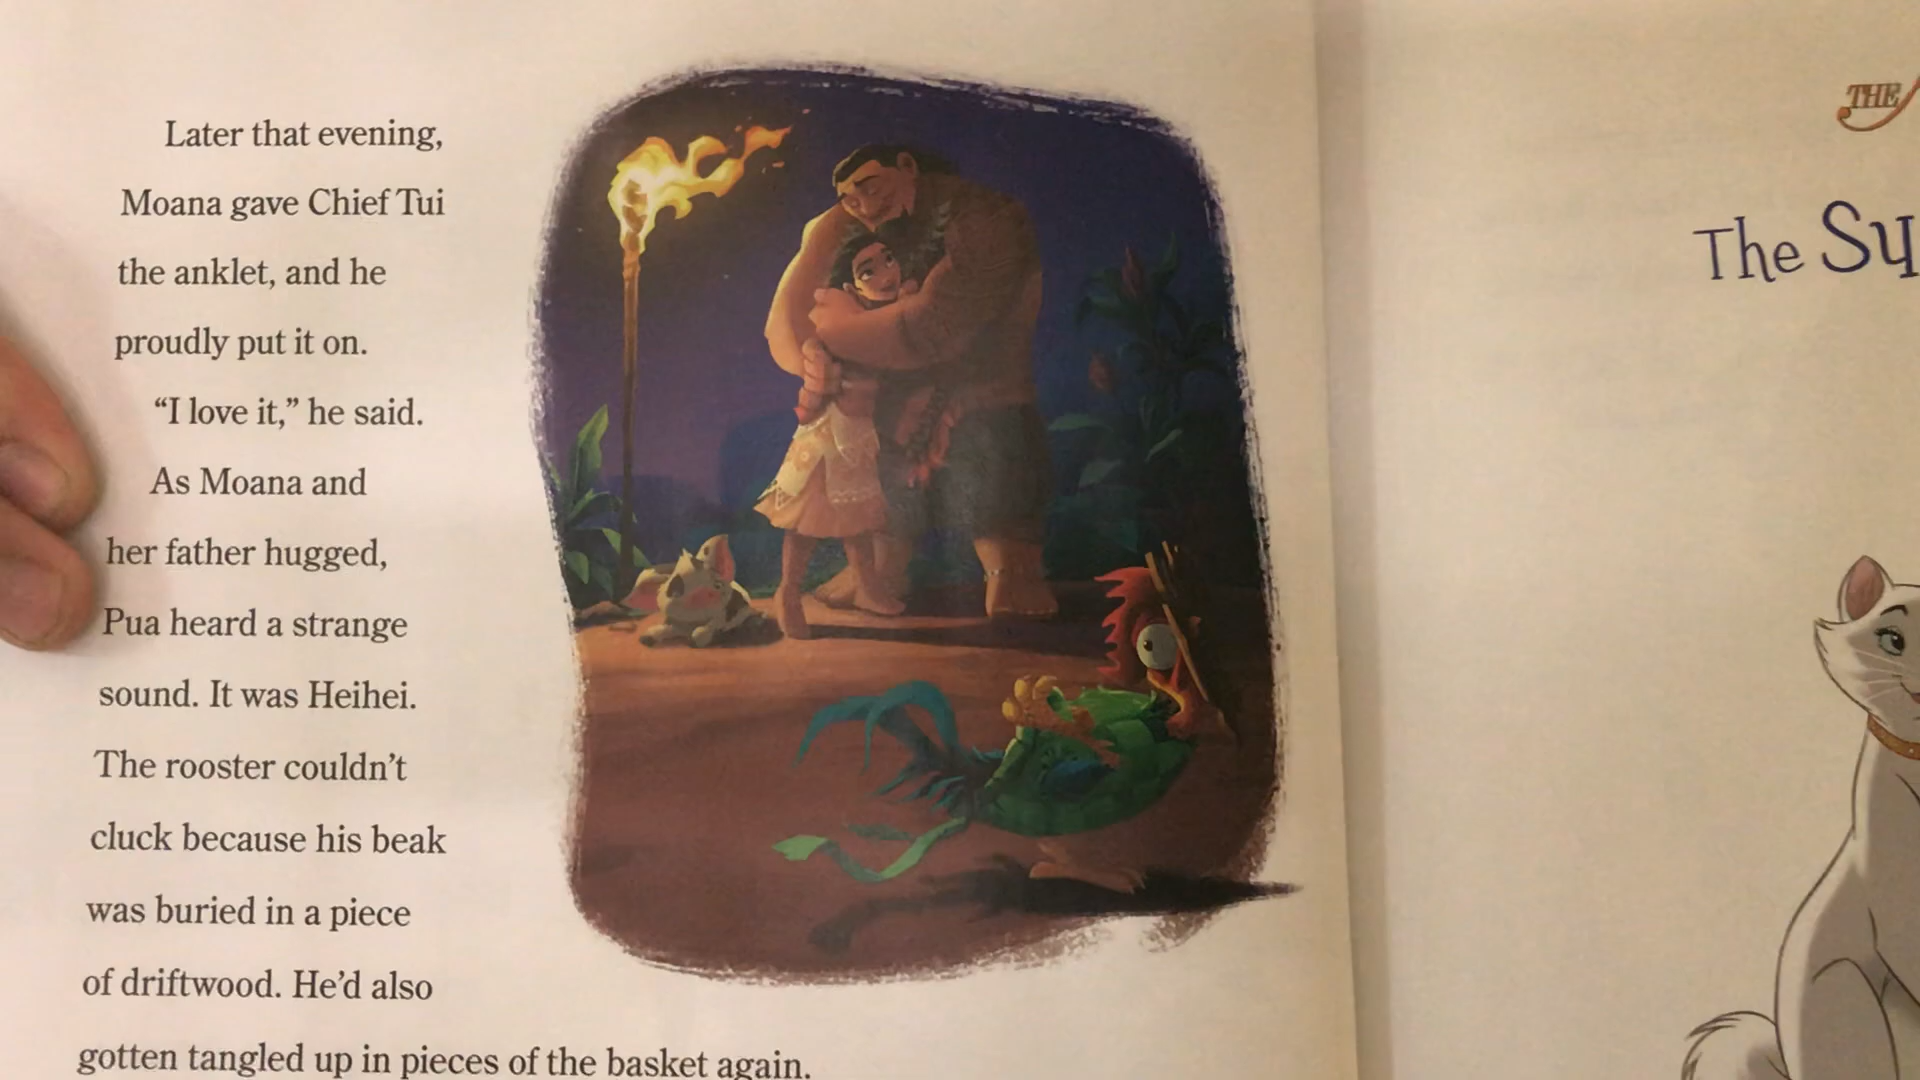 Later that evening,
Moana gave Chief Tui
the anklet, and he
proudly put it on.
“I love it,” he said.
As Moana and
her father hugged,
Pua heard a strange
sound. It was Heihei.
The rooster couldn’t
cluck because his beak
was buried in a piece
of driftwood. He’d also
gotten tangled up in pieces of the basket again.
THE
The